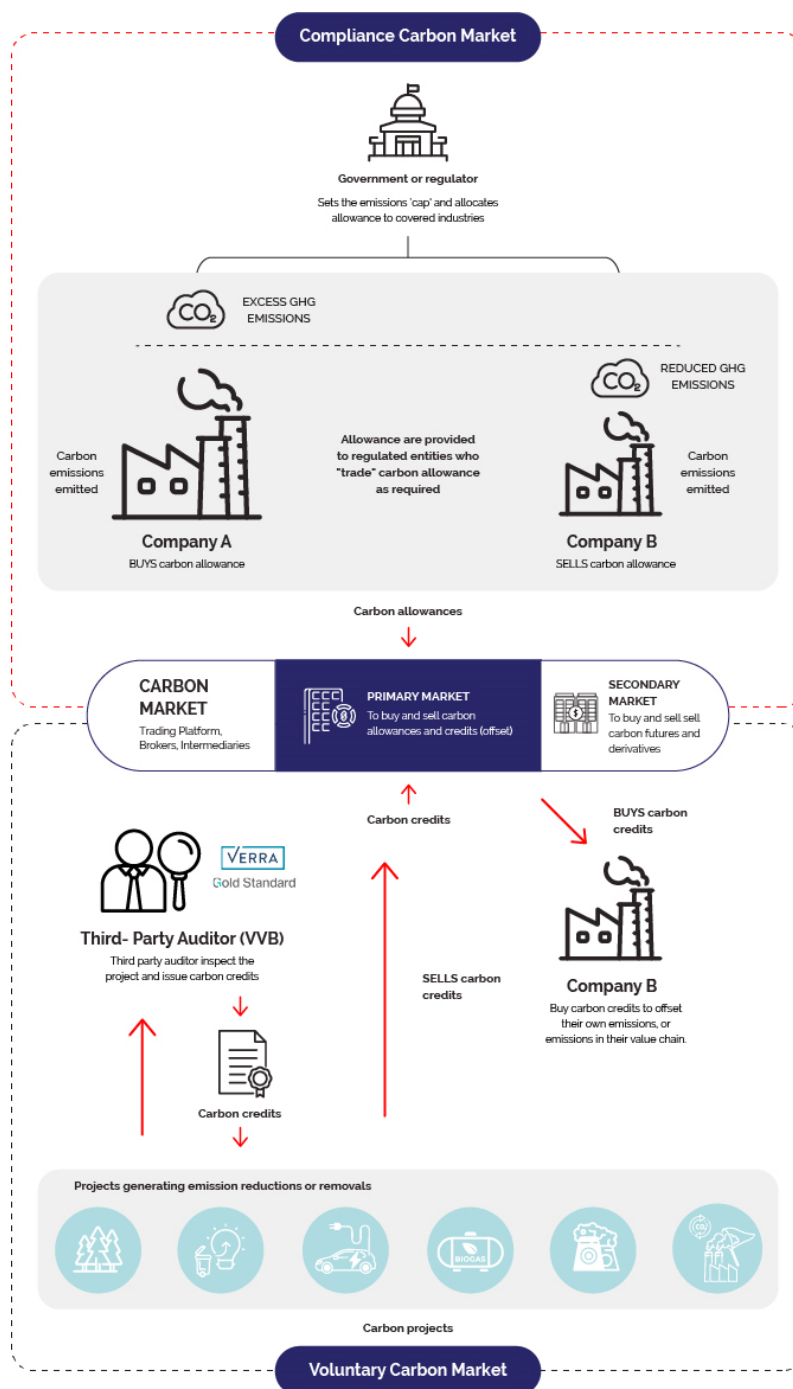 Compliance Carbon Market
Government or regulator
Sets the emissions 'cap' and allocates
allowance to covered industries
CO2
EXCESS GHG
EMISSIONS
CO2
REDUCED GHG
EMISSIONS
Carbon
emissions
emitted
Allowance are provided
to regulated entities who
"trade" carbon allowance
as required
Carbon
emissions
emitted
Company A
BUYS carbon allowance
Company B
SELLS carbon allowance
Carbon allowances
CARBON
MARKET
Trading Platform,
Brokers, Intermediaries
PRIMARY MARKET
To buy and sell carbon
allowances and credits (offset)
$
SECONDARY
MARKET
To buy and sell sell
carbon futures and
derivatives
Carbon credits
BUYS carbon
credits
VERRA
Gold Standard
Third- Party Auditor (VVB)
Third party auditor inspect the
project and issue carbon credits
SELLS carbon
credits
Company B
Buy carbon credits to offset
their own emissions, or
emissions in their value chain.
Carbon credits
Projects generating emission reductions or removals
BIOGAS
CO2
Carbon projects
Voluntary Carbon Market